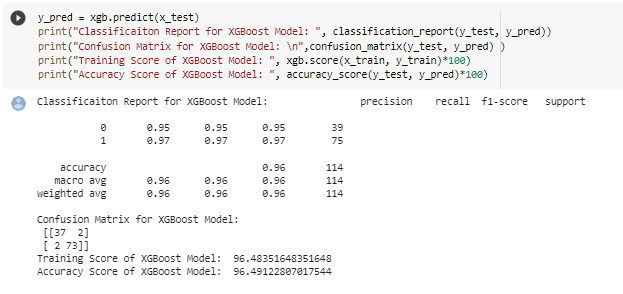 y_pred = xgb.predict(x_test)
print("Classificaiton Report for XGBoost Model: ", classification_report(y_test, y_pred))
print("Confusion Matrix for XGBoost Model: \n",confusion_matrix(y_test, y_pred) )
print("Training Score of XGBoost Model: ", xgb.score(x_train, y_train)*100)
print("Accuracy Score of XGBoost Model: ", accuracy_score(y_test, y_pred)*100)
Classificaiton Report for XGBoost Model:               precision    recall  f1-score   support
0       0.95      0.95      0.95        39
1       0.97      0.97      0.97        75
accuracy                           0.96       114
macro avg       0.96      0.96      0.96       114
weighted avg       0.96      0.96      0.96       114
Confusion Matrix for XGBoost Model:
[[37  2]
[ 2 73]]
Training Score of XGBoost Model:  96.48351648351648
Accuracy Score of XGBoost Model:  96.49122807017544